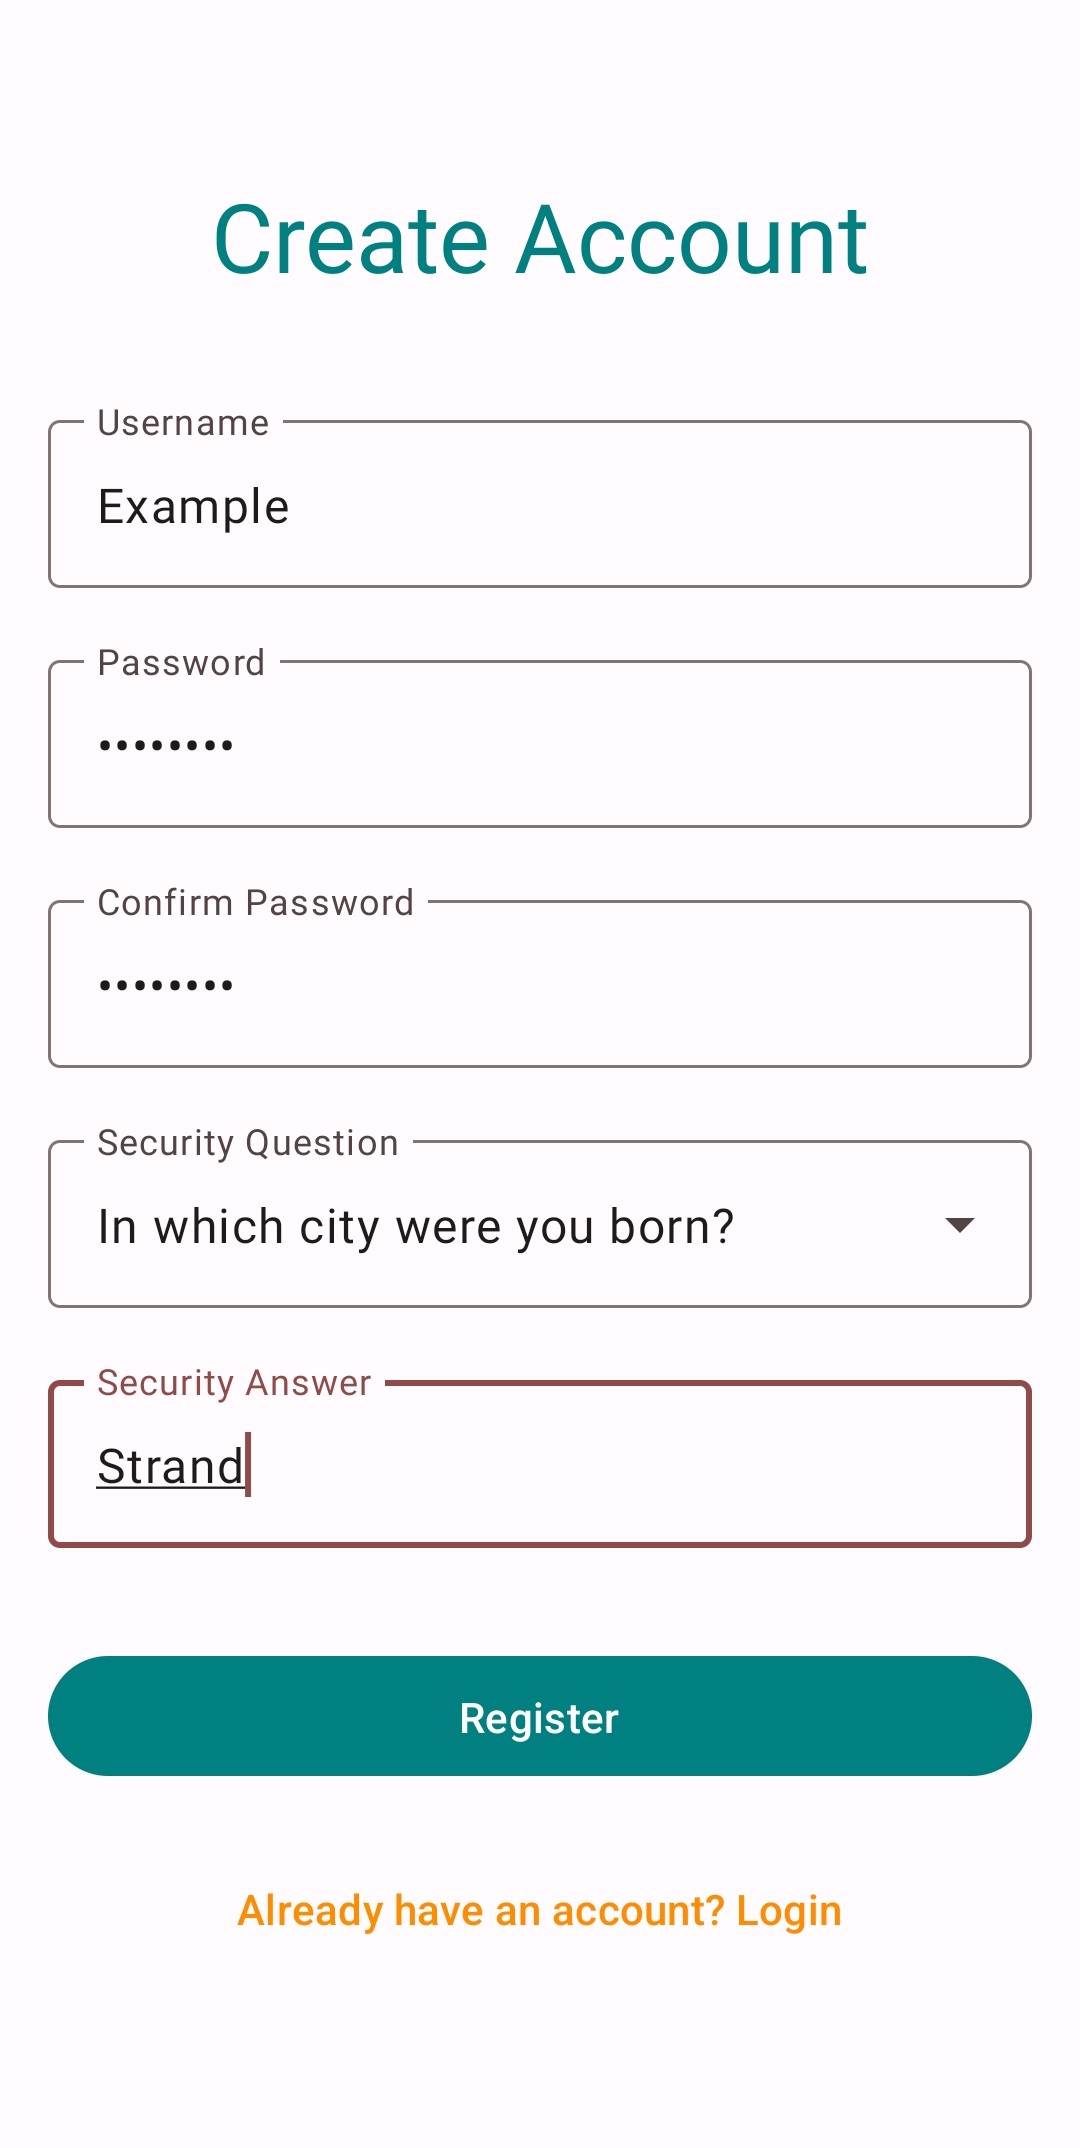 Create Account
Username
Example
Password
••••••••
Confirm Password
••••••••
Security Question
In which city were you born?
Security Answer
Strand
Register
Already have an account? Login